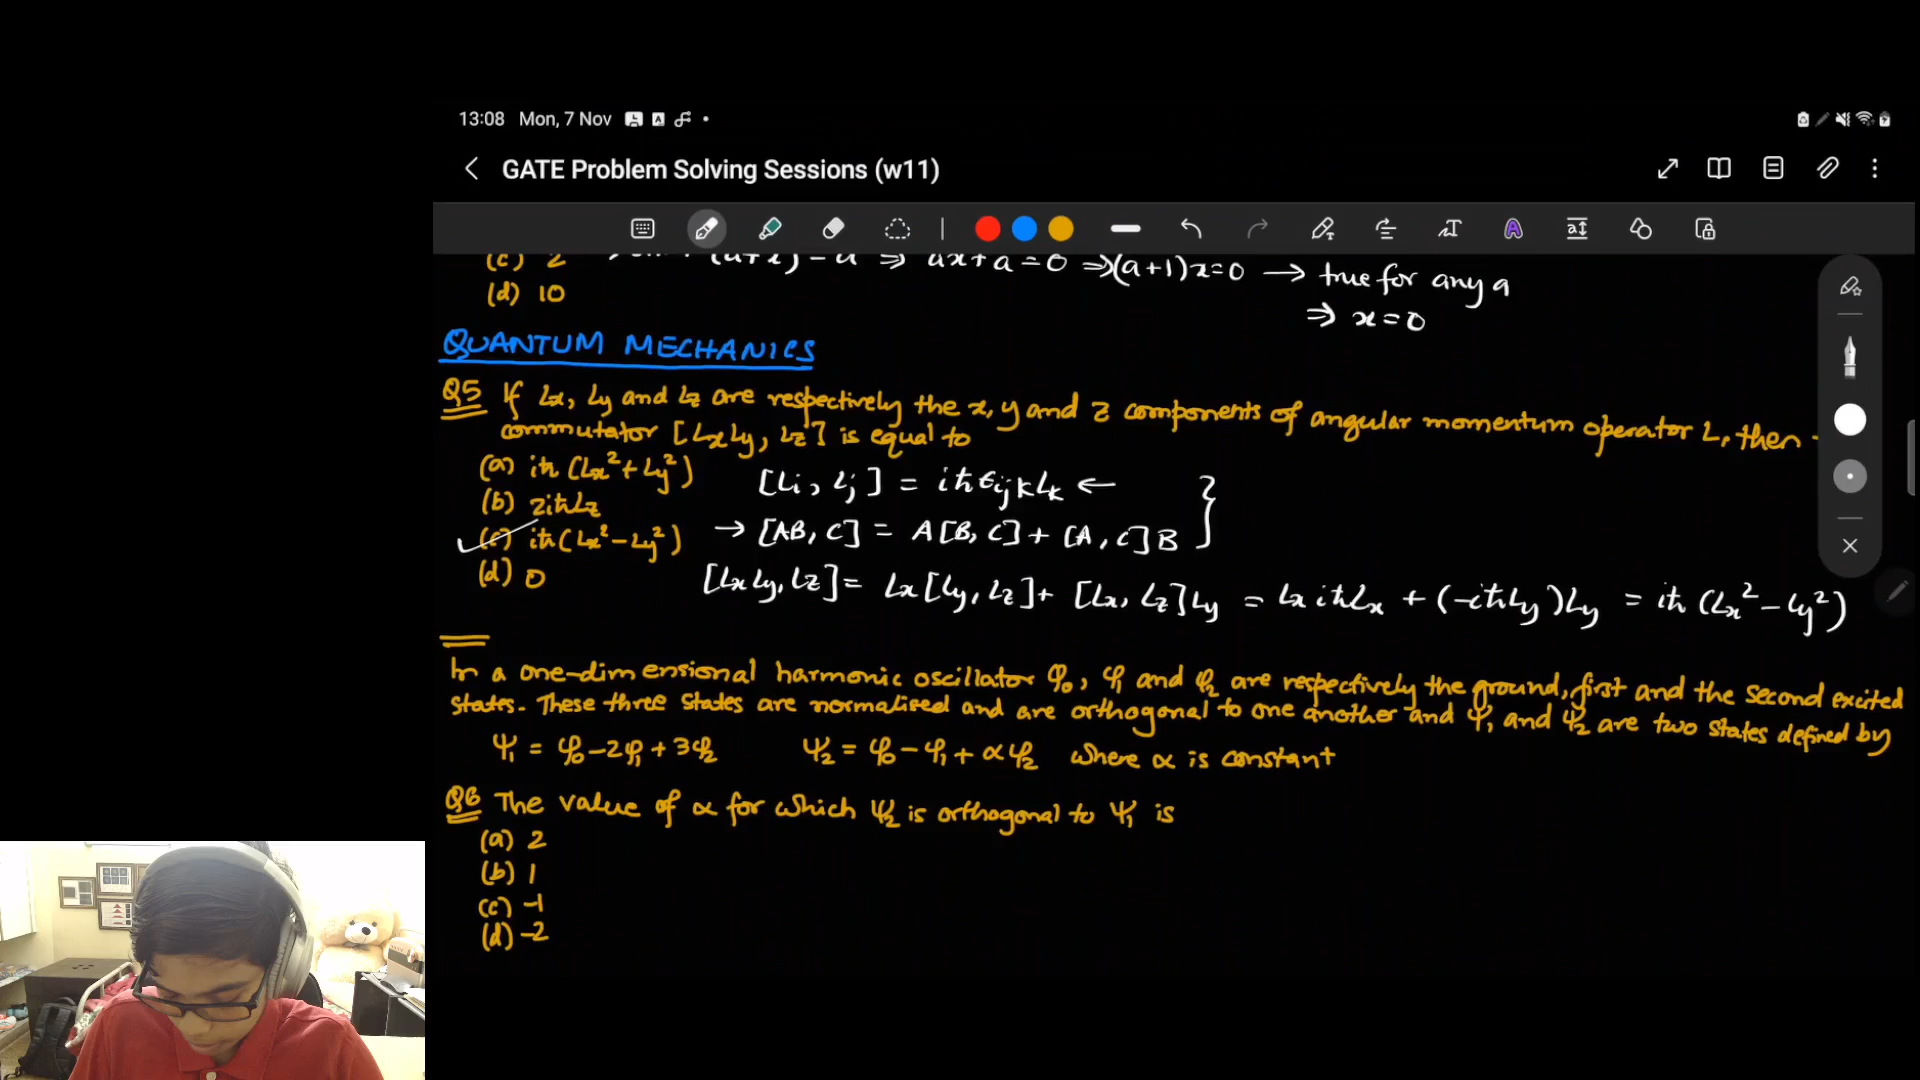 13:08 Mon, 7 Nov
GATE Problem Solving Sessions (w11)
(c) 2
(a+x) = a ⇒ ax+a=0 ⇒(a+1)x=0 → true for any a
(d) 10
⇒ x=0
QUANTUM MECHANICS
Q5 If Lx, Ly and Lz are respectively the x, y and z components of angular momentum operator L, then
commutator [LxLy, Lz] is equal to
(a) iħ (Lx²+Ly²)
[Li, Lj] = iħϵijkLk ←
(b) 2iħLz
→ [AB, C] = A[B, C] + [A, C]B
(c) iħ(Lx²−Ly²)
(d) 0
[LxLy, Lz] = Lx[Ly, Lz] + [Lx, Lz]Ly = Lx iħLx + (−iħLy)Ly = iħ (Lx²−Ly²)
In a one-dimensional harmonic oscillator φ₀, φ₁ and φ₂ are respectively the ground, first and the second excited
states. These three states are normalised and are orthogonal to one another and Ψ₁ and Ψ₂ are two states defined by
Ψ₁ = φ₀−2φ₁+3φ₂ Ψ₂ = φ₀−φ₁+αφ₂ where α is constant
Q6 The value of α for which Ψ₂ is orthogonal to Ψ₁ is
(a) 2
(b) 1
(c) -1
(d) -2